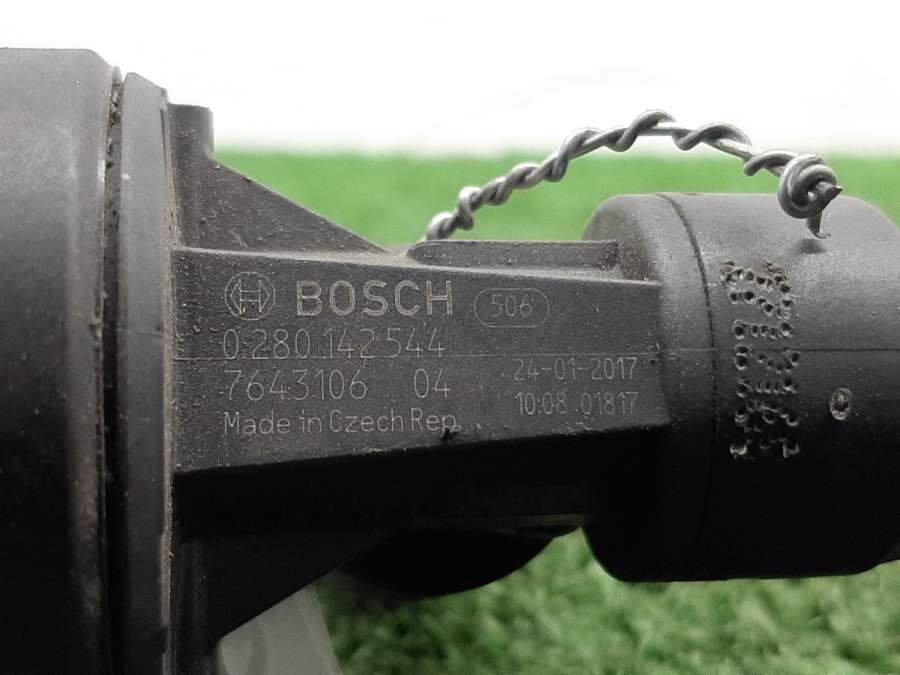 BOSCH 506
0 280 142 544
7643106 04 24-01-2017
Made in Czech Rep. 10:08 01817